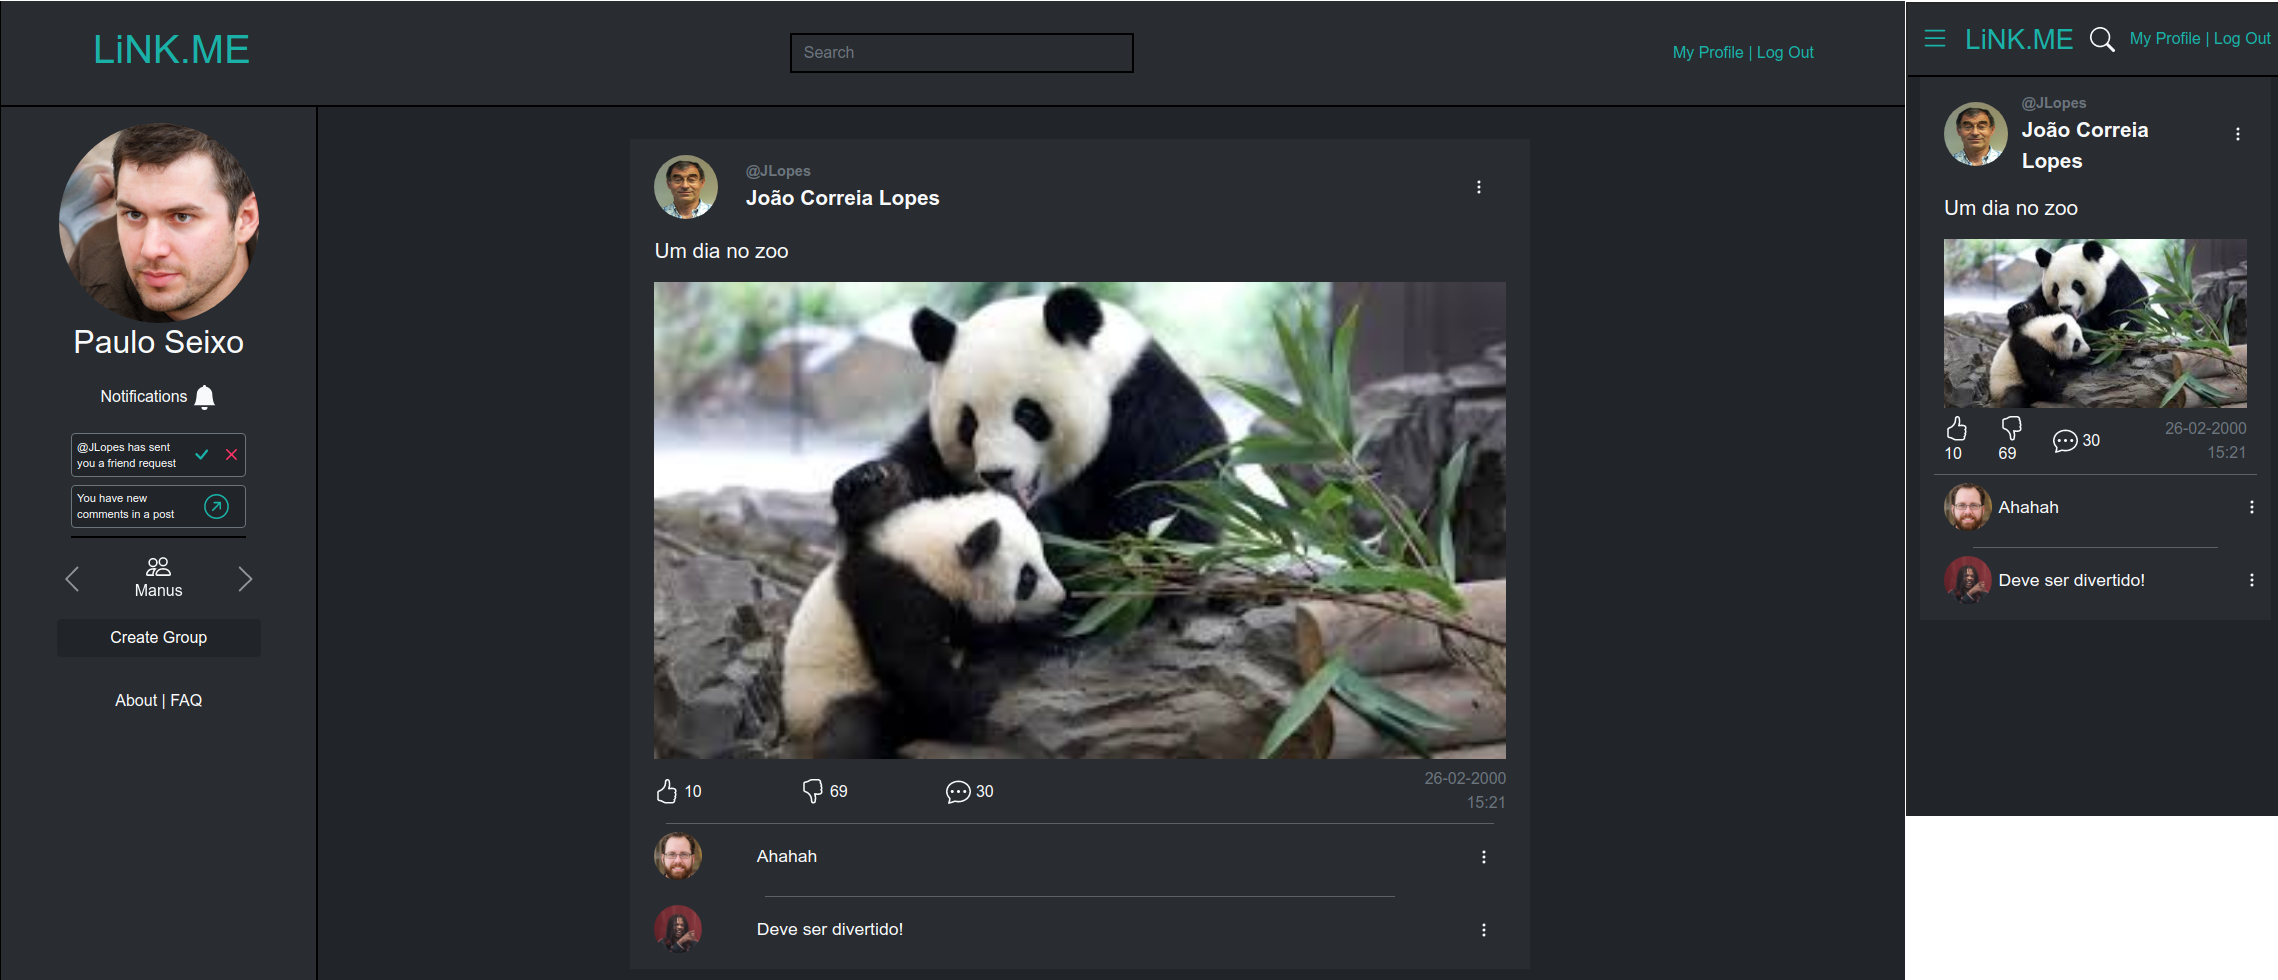 LiNK.ME
Search
My Profile | Log Out
Paulo Seixo
Notifications
@JLopes has sent
you a friend request
You have new
comments in a post
Manus
Create Group
About | FAQ
@JLopes
João Correia Lopes
Um dia no zoo
10
69
30
26-02-2000
15:21
Ahahah
Deve ser divertido!
LiNK.ME
My Profile | Log Out
@JLopes
João Correia
Lopes
Um dia no zoo
10
69
30
26-02-2000
15:21
Ahahah
Deve ser divertido!